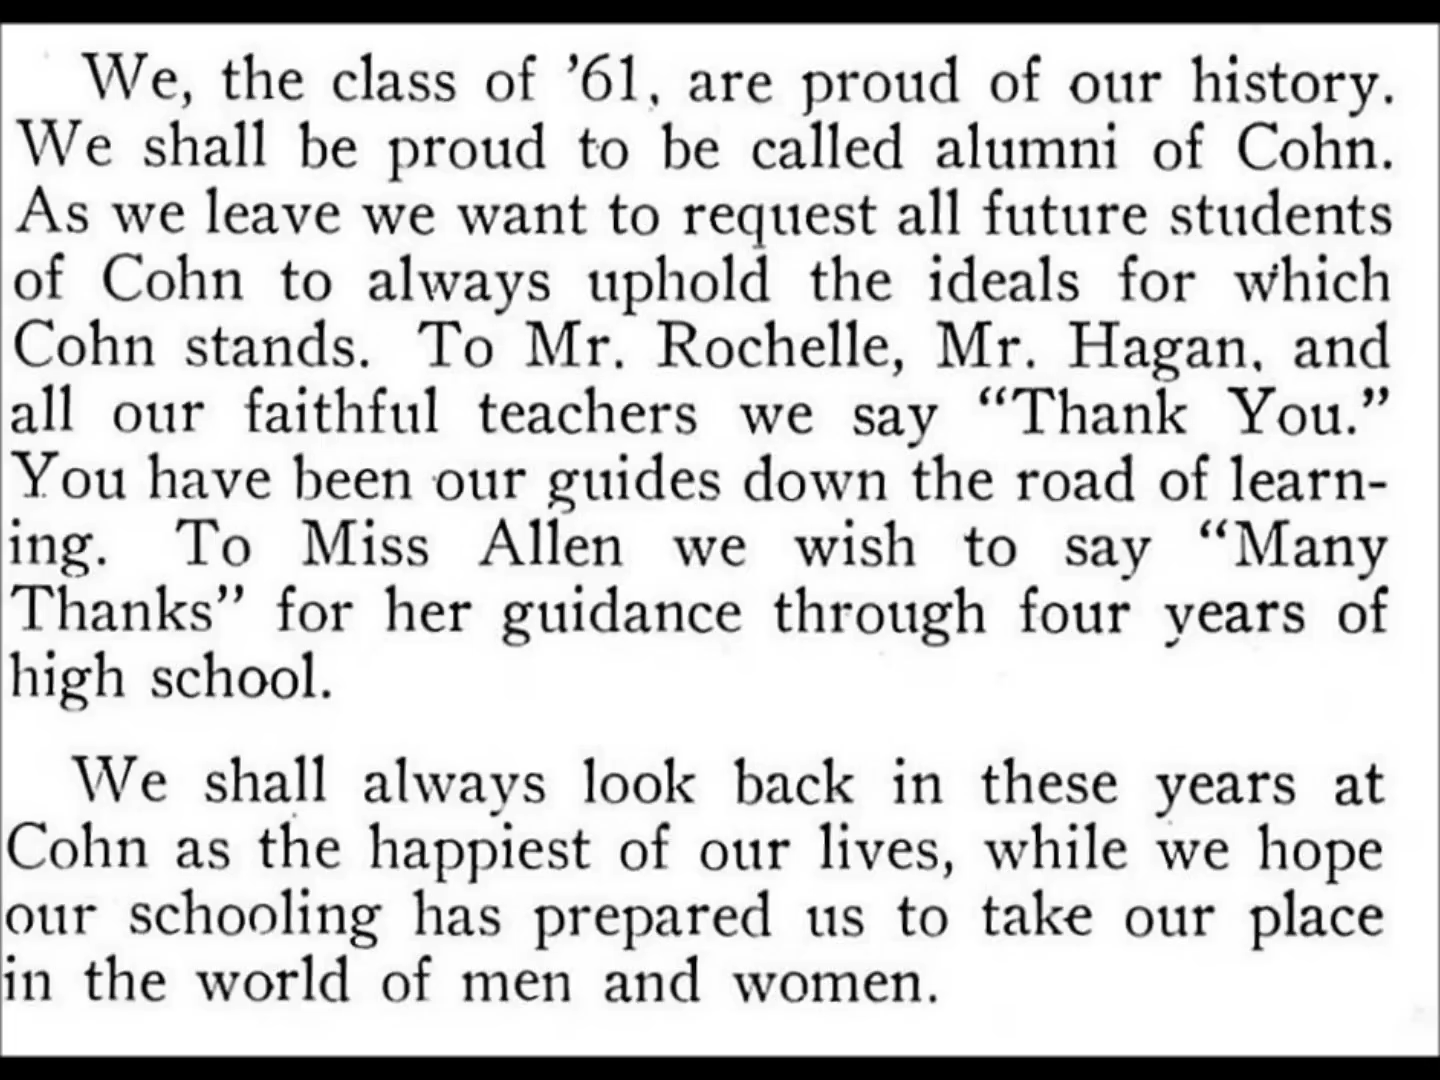 We, the class of ’61, are proud of our history.
We shall be proud to be called alumni of Cohn.
As we leave we want to request all future students
of Cohn to always uphold the ideals for which
Cohn stands. To Mr. Rochelle, Mr. Hagan, and
all our faithful teachers we say “Thank You.”
You have been our guides down the road of learn-
ing. To Miss Allen we wish to say “Many
Thanks” for her guidance through four years of
high school.
We shall always look back in these years at
Cohn as the happiest of our lives, while we hope
our schooling has prepared us to take our place
in the world of men and women.